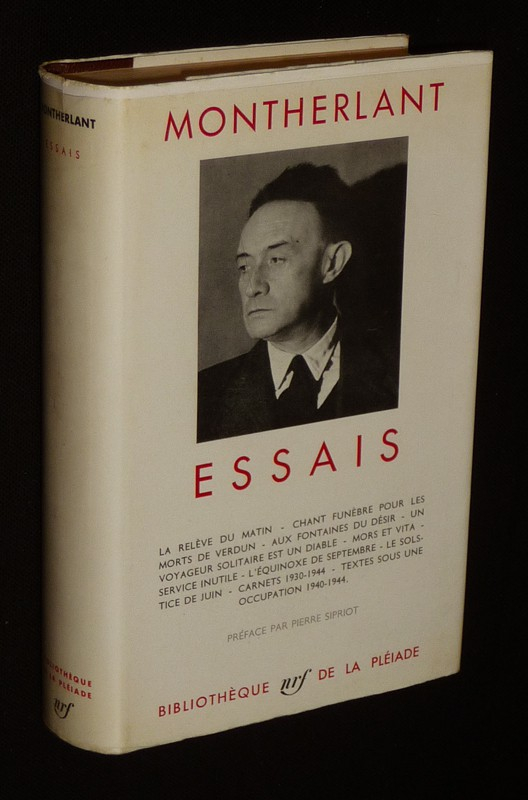 MONTHERLANT
ESSAIS
BIBLIOTHÈQUE
DE LA PLÉIADE
nrf
MONTHERLANT
ESSAIS
LA RELÈVE DU MATIN - CHANT FUNÈBRE POUR LES
MORTS DE VERDUN - AUX FONTAINES DU DÉSIR - UN
VOYAGEUR SOLITAIRE EST UN DIABLE - MORS ET VITA -
SERVICE INUTILE - L'ÉQUINOXE DE SEPTEMBRE - LE SOLS-
TICE DE JUIN - CARNETS 1930-1944 - TEXTES SOUS UNE
OCCUPATION 1940-1944.
PRÉFACE PAR PIERRE SIPRIOT
BIBLIOTHÈQUE nrf DE LA PLÉIADE